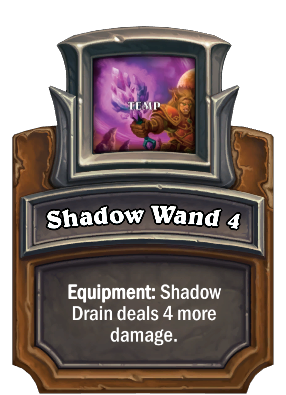 TEMP
Shadow Wand 4
Equipment: Shadow
Drain deals 4 more
damage.